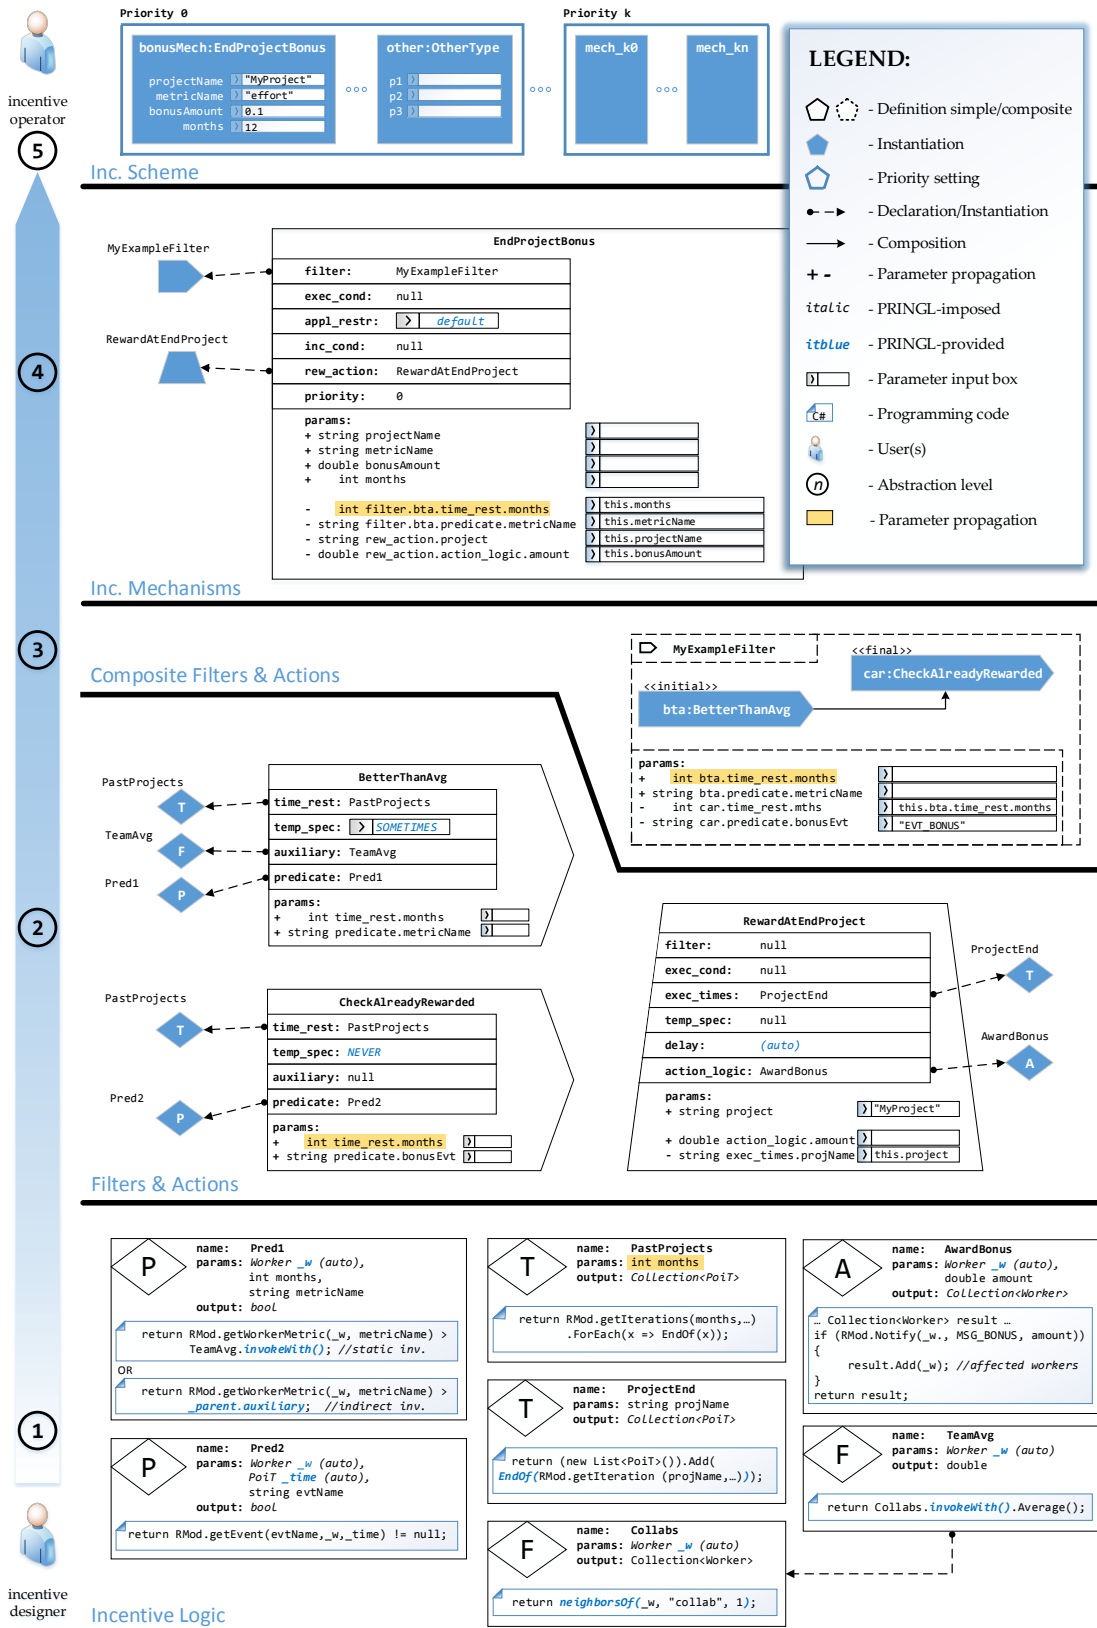 Priority 0
Priority k
bonusMech:EndProjectBonus
projectName "MyProject"
metricName "effort"
bonusAmount 0.1
months 12
other:OtherType
p1
p2
p3
mech_k0
mech_kn
incentive
operator
5
Inc. Scheme
LEGEND:
- Definition simple/composite
- Instantiation
- Priority setting
- Declaration/Instantiation
- Composition
+ - - Parameter propagation
italic - PRINGL-imposed
itblue - PRINGL-provided
- Parameter input box
C# - Programming code
- User(s)
n - Abstraction level
- Parameter propagation
MyExampleFilter
RewardAtEndProject
4
EndProjectBonus
filter: MyExampleFilter
exec_cond: null
appl_restr: default
inc_cond: null
rew_action: RewardAtEndProject
priority: 0
params:
+ string projectName
+ string metricName
+ double bonusAmount
+ int months
- int filter.bta.time_rest.months this.months
- string filter.bta.predicate.metricName this.metricName
- string rew_action.project this.projectName
- double rew_action.action_logic.amount this.bonusAmount
Inc. Mechanisms
3
Composite Filters & Actions
MyExampleFilter
<<final>>
car:CheckAlreadyRewarded
<<initial>>
bta:BetterThanAvg
params:
+ int bta.time_rest.months
+ string bta.predicate.metricName
- int car.time_rest.mths this.bta.time_rest.months
- string car.predicate.bonusEvt "EVT_BONUS"
PastProjects
T
TeamAvg
F
Pred1
P
BetterThanAvg
time_rest: PastProjects
temp_spec: SOMETIMES
auxiliary: TeamAvg
predicate: Pred1
params:
+ int time_rest.months
+ string predicate.metricName
2
PastProjects
T
Pred2
P
CheckAlreadyRewarded
time_rest: PastProjects
temp_spec: NEVER
auxiliary: null
predicate: Pred2
params:
+ int time_rest.months
+ string predicate.bonusEvt
RewardAtEndProject
filter: null
exec_cond: null
exec_times: ProjectEnd
temp_spec: null
delay: (auto)
action_logic: AwardBonus
params:
+ string project "MyProject"
+ double action_logic.amount
- string exec_times.projName this.project
ProjectEnd
T
AwardBonus
A
Filters & Actions
P
name: Pred1
params: Worker _w (auto),
int months,
string metricName
output: bool
return RMod.getWorkerMetric(_w, metricName) >
TeamAvg.invokeWith(); //static inv.
OR
return RMod.getWorkerMetric(_w, metricName) >
_parent.auxiliary; //indirect inv.
T
name: PastProjects
params: int months
output: Collection<PoiT>
return RMod.getIterations(months,…)
.ForEach(x => EndOf(x));
A
name: AwardBonus
params: Worker _w (auto),
double amount
output: Collection<Worker>
… Collection<Worker> result …
if (RMod.Notify(_w., MSG_BONUS, amount))
{
result.Add(_w); //affected workers
}
return result;
T
name: ProjectEnd
params: string projName
output: Collection<PoiT>
return (new List<PoiT>()).Add(
EndOf(RMod.getIteration (projName,…)));
1
P
name: Pred2
params: Worker _w (auto),
PoiT _time (auto),
string evtName
output: bool
return RMod.getEvent(evtName,_w,_time) != null;
F
name: TeamAvg
params: Worker _w (auto)
output: double
return Collabs.invokeWith().Average();
F
name: Collabs
params: Worker _w (auto)
output: Collection<Worker>
return neighborsOf(_w, "collab", 1);
incentive
designer
Incentive Logic